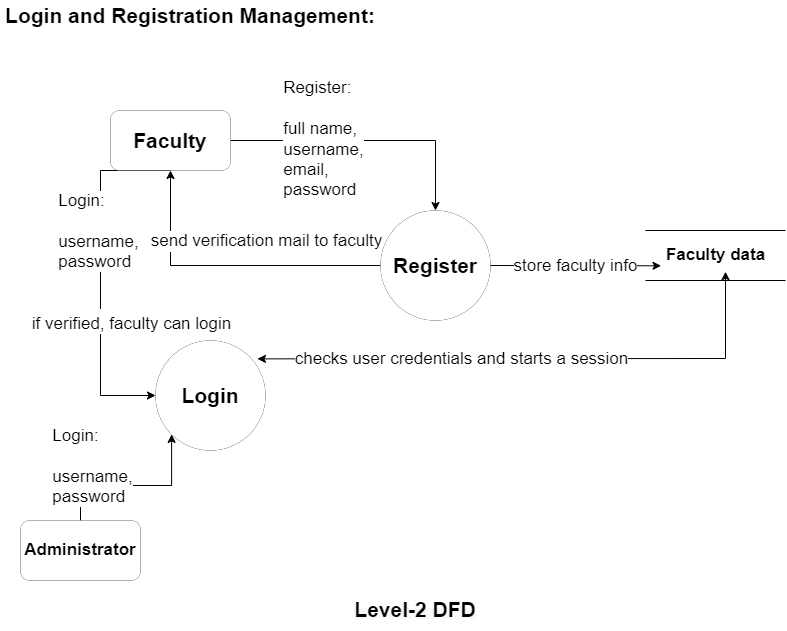 Login and Registration Management:
Register:
full name,
username,
email,
password
Faculty
Login:
username,
password
send verification mail to faculty
Register
store faculty info
Faculty data
if verified, faculty can login
checks user credentials and starts a session
Login
Login:
username,
password
Administrator
Level-2 DFD